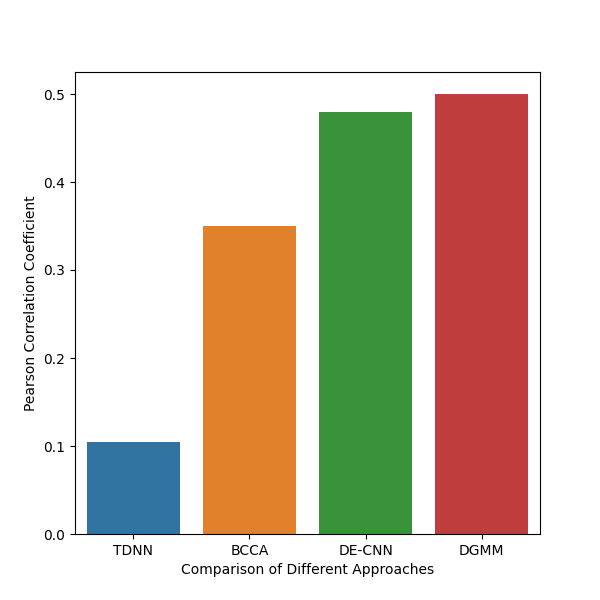 0.5
0.4
0.3
0.2
0.1
0.0
Pearson Correlation Coefficient
TDNN BCCA DE-CNN DGMM
Comparison of Different Approaches